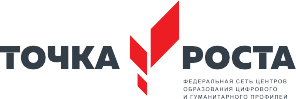 ТОЧКА РОСТА
ФЕДЕРАЛЬНАЯ СЕТЬ ЦЕНТРОВ
ОБРАЗОВАНИЯ ЦИФРОВОГО
И ГУМАНИТАРНОГО ПРОФИЛЕЙ